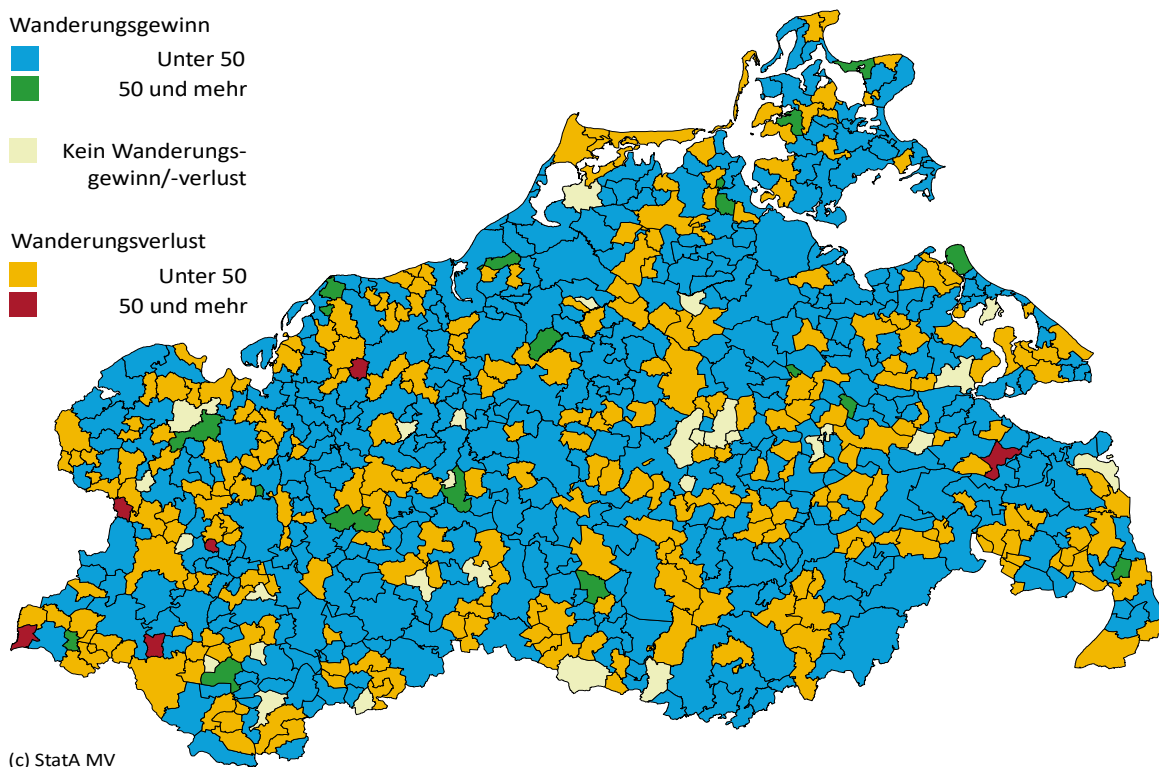 Wanderungsgewinn
Unter 50
50 und mehr
Kein Wanderungs-
gewinn/-verlust
Wanderungsverlust
Unter 50
50 und mehr
(c) StatA MV